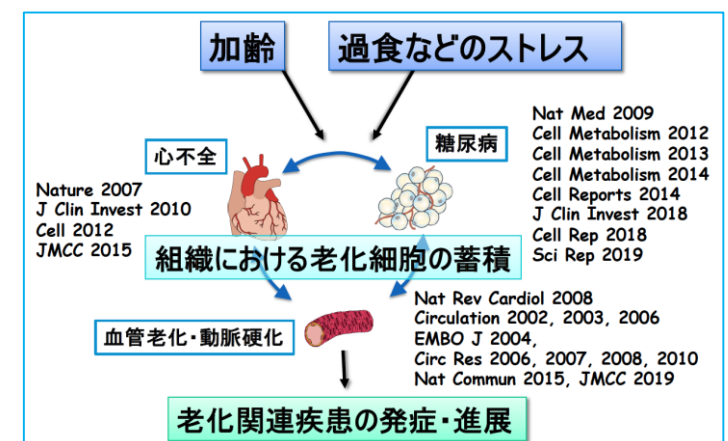 加齢
過食などのストレス
心不全
糖尿病
Nature 2007
J Clin Invest 2010
Cell 2012
JMCC 2015
Nat Med 2009
Cell Metabolism 2012
Cell Metabolism 2013
Cell Metabolism 2014
Cell Reports 2014
J Clin Invest 2018
Cell Rep 2018
Sci Rep 2019
組織における老化細胞の蓄積
血管老化・動脈硬化
Nat Rev Cardiol 2008
Circulation 2002, 2003, 2006
EMBO J 2004,
Circ Res 2006, 2007, 2008, 2010
Nat Commun 2015, JMCC 2019
老化関連疾患の発症・進展